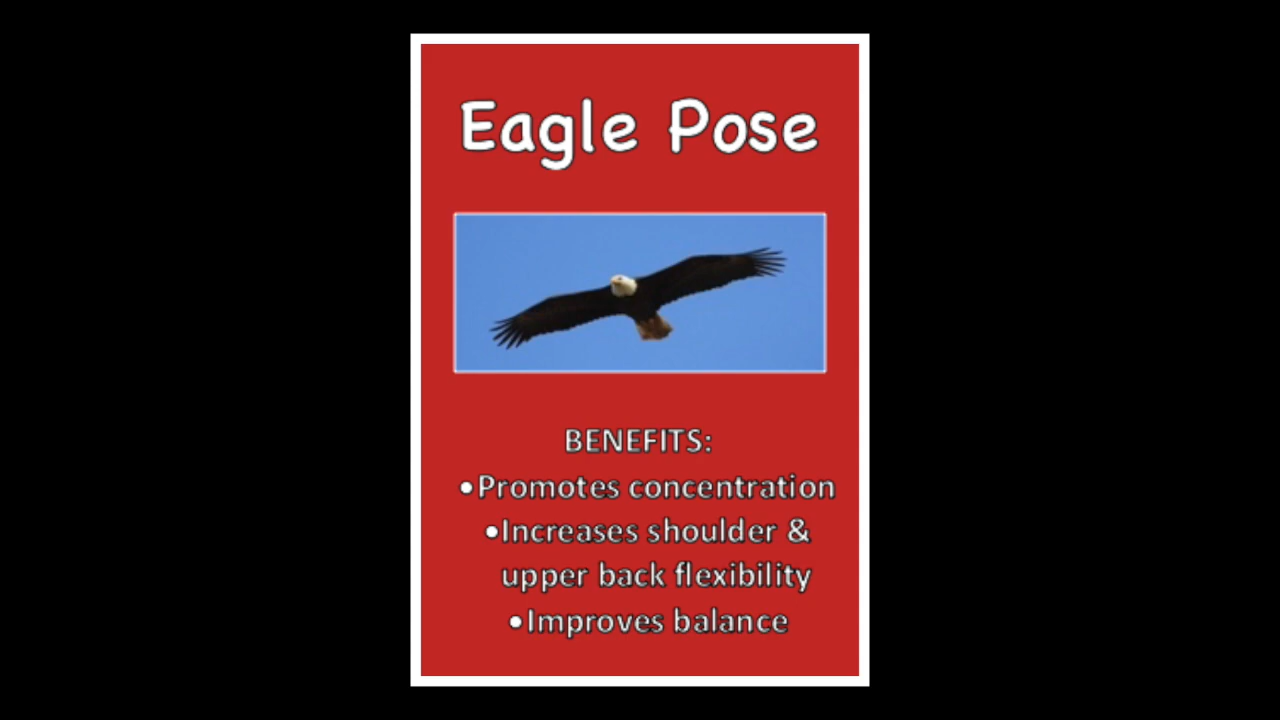 Eagle Pose
BENEFITS:
•Promotes concentration
•Increases shoulder &
upper back flexibility
•Improves balance